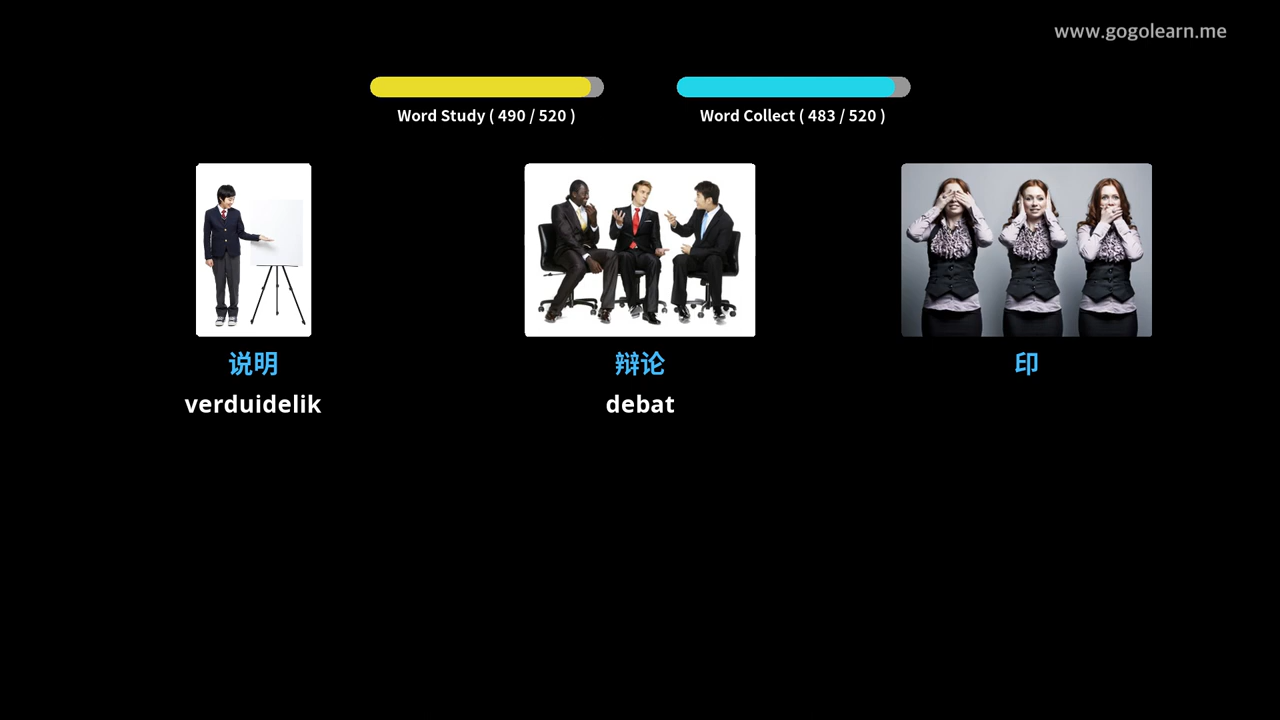 www.gogolearn.me
Word Study ( 490 / 520 )
Word Collect ( 483 / 520 )
说明
辩论
印
verduidelik
debat